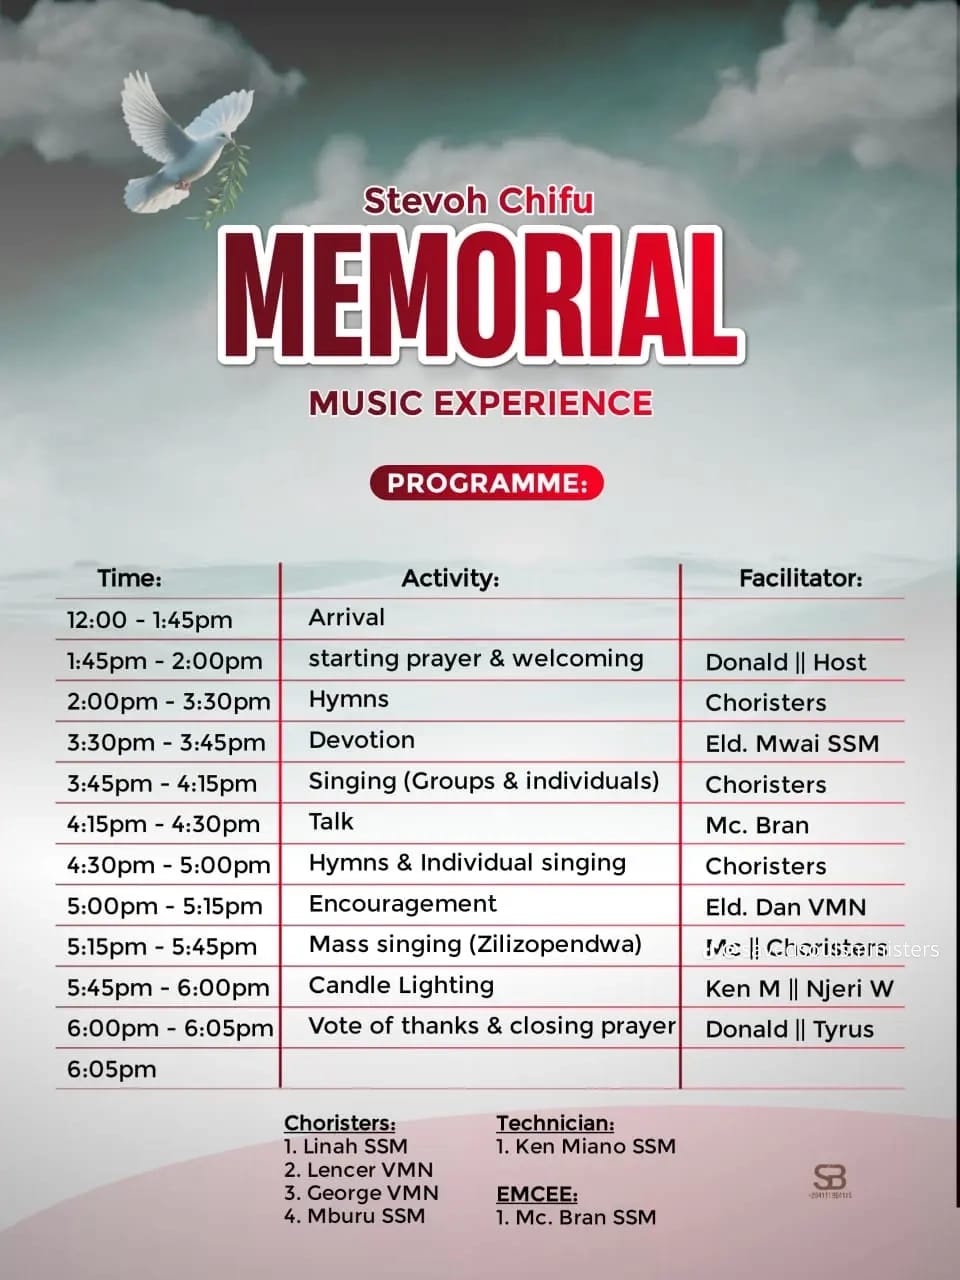 Stevoh Chifu
MEMORIAL
MUSIC EXPERIENCE
PROGRAMME:
Time: Activity: Facilitator:
12:00 - 1:45pm Arrival
1:45pm - 2:00pm starting prayer & welcoming Donald || Host
2:00pm - 3:30pm Hymns Choristers
3:30pm - 3:45pm Devotion Eld. Mwai SSM
3:45pm - 4:15pm Singing (Groups & individuals) Choristers
4:15pm - 4:30pm Talk Mc. Bran
4:30pm - 5:00pm Hymns & Individual singing Choristers
5:00pm - 5:15pm Encouragement Eld. Dan VMN
5:15pm - 5:45pm Mass singing (Zilizopendwa) Mc || Choristers
5:45pm - 6:00pm Candle Lighting Ken M || Njeri W
6:00pm - 6:05pm Vote of thanks & closing prayer Donald || Tyrus
6:05pm
Choristers:
1. Linah SSM
2. Lencer VMN
3. George VMN
4. Mburu SSM
Technician:
1. Ken Miano SSM
EMCEE:
1. Mc. Bran SSM
SB